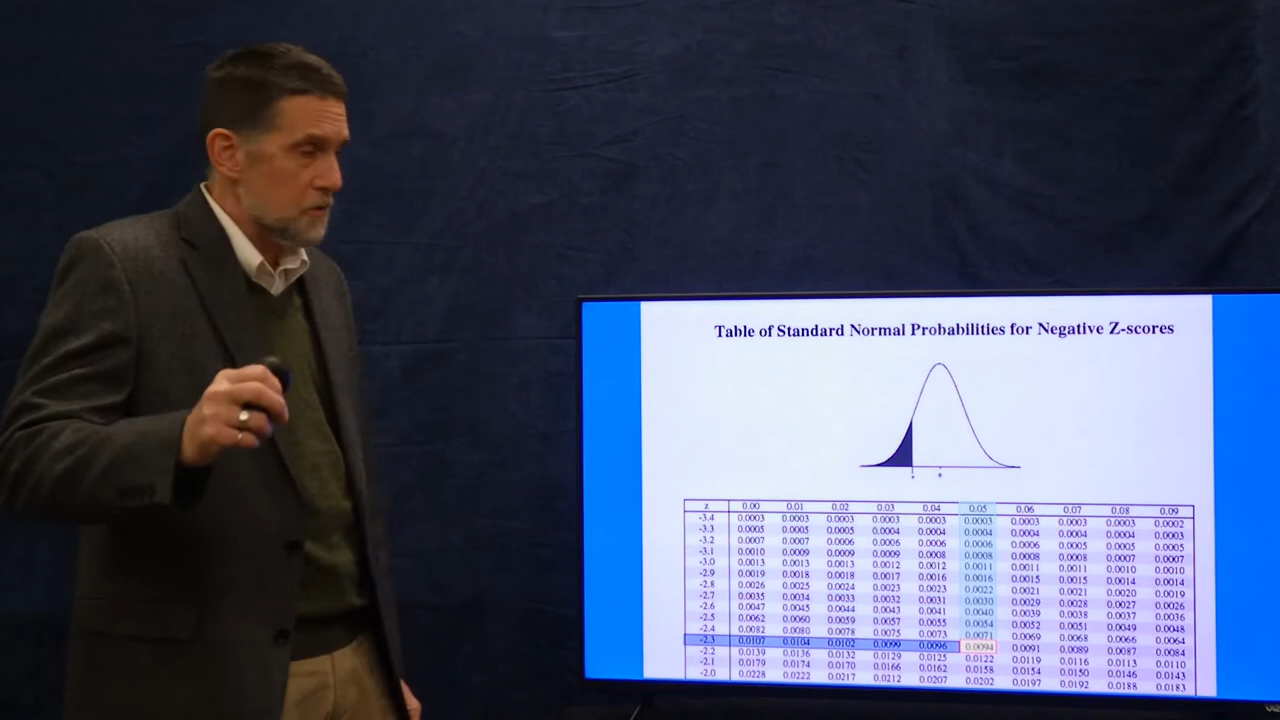 Table of Standard Normal Probabilities for Negative Z-scores
z 0
z 0.00 0.01 0.02 0.03 0.04 0.05 0.06 0.07 0.08 0.09
-3.4 0.0003 0.0003 0.0003 0.0003 0.0003 0.0003 0.0003 0.0003 0.0003 0.0002
-3.3 0.0005 0.0005 0.0005 0.0004 0.0004 0.0004 0.0004 0.0004 0.0004 0.0003
-3.2 0.0007 0.0007 0.0006 0.0006 0.0006 0.0006 0.0006 0.0005 0.0005 0.0005
-3.1 0.0010 0.0009 0.0009 0.0009 0.0008 0.0008 0.0008 0.0008 0.0007 0.0007
-3.0 0.0013 0.0013 0.0013 0.0012 0.0012 0.0011 0.0011 0.0011 0.0010 0.0010
-2.9 0.0019 0.0018 0.0018 0.0017 0.0016 0.0016 0.0015 0.0015 0.0014 0.0014
-2.8 0.0026 0.0025 0.0024 0.0023 0.0023 0.0022 0.0021 0.0021 0.0020 0.0019
-2.7 0.0035 0.0034 0.0033 0.0032 0.0031 0.0030 0.0029 0.0028 0.0027 0.0026
-2.6 0.0047 0.0045 0.0044 0.0043 0.0041 0.0040 0.0039 0.0038 0.0037 0.0036
-2.5 0.0062 0.0060 0.0059 0.0057 0.0055 0.0054 0.0052 0.0051 0.0049 0.0048
-2.4 0.0082 0.0080 0.0078 0.0075 0.0073 0.0071 0.0069 0.0068 0.0066 0.0064
-2.3 0.0107 0.0104 0.0102 0.0099 0.0096 0.0094 0.0091 0.0089 0.0087 0.0084
-2.2 0.0139 0.0136 0.0132 0.0129 0.0125 0.0122 0.0119 0.0116 0.0113 0.0110
-2.1 0.0179 0.0174 0.0170 0.0166 0.0162 0.0158 0.0154 0.0150 0.0146 0.0143
-2.0 0.0228 0.0222 0.0217 0.0212 0.0207 0.0202 0.0197 0.0192 0.0188 0.0183